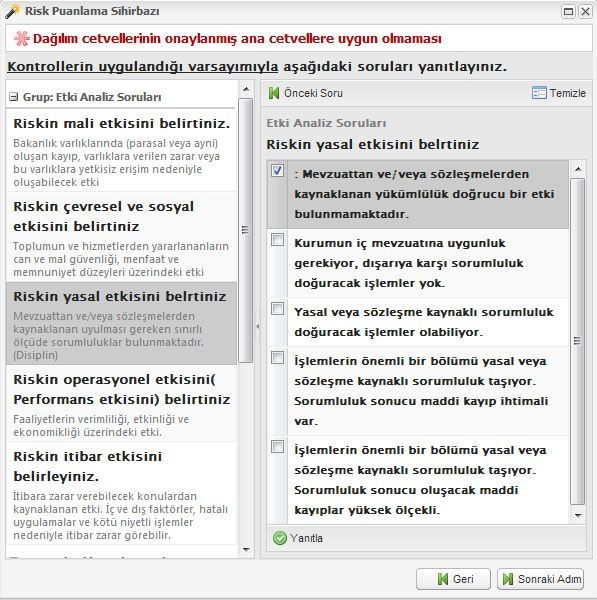 Risk Puanlama Sihirbazı
Dağılım cetvellerinin onaylanmış ana cetvellere uygun olmaması
Kontrollerin uygulandığı varsayımıyla aşağıdaki soruları yanıtlayınız.
Grup: Etki Analiz Soruları
Riskin mali etkisini belirtiniz.
Bakanlık varlıklarında (parasal veya ayni)
oluşan kayıp, varlıklara verilen zarar veya
bu varlıklara yetkisiz erişim nedeniyle
oluşabilecek etki
Riskin çevresel ve sosyal
etkisini belirtiniz
Toplumun ve hizmetlerden yararlananların
can ve mal güvenliği, menfaat ve
memnuniyet düzeyleri üzerindeki etki
Riskin yasal etkisini belrtiniz
Mevzuattan ve/veya sözleşmelerden
kaynaklanan uyulması gereken sınırlı
ölçüde sorumluluklar bulunmaktadır.
(Disiplin)
Riskin operasyonel etkisini(
Performans etkisini) belirtiniz
Faaliyetlerin verimliliği, etkinliği ve
ekonomikliği üzerindeki etki.
Riskin itibar etkisini
belirleyiniz.
İtibara zarar verebilecek konulardan
kaynaklanan etki. İç ve dış faktörler, hatalı
uygulamalar ve kötü niyetli işlemler
nedeniyle itibar zarar görebilir.
Önceki Soru
Temizle
Etki Analiz Soruları
Riskin yasal etkisini belrtiniz
: Mevzuattan ve/veya sözleşmelerden
kaynaklanan yükümlülük doğrucu bir etki
bulunmamaktadır.
Kurumun iç mevzuatına uygunluk
gerekiyor, dışarıya karşı sorumluluk
doğuracak işlemler yok.
Yasal veya sözleşme kaynaklı sorumluluk
doğuracak işlemler olabiliyor.
İşlemlerin önemli bir bölümü yasal veya
sözleşme kaynaklı sorumluluk taşıyor.
Sorumluluk sonucu maddi kayıp ihtimali
var.
İşlemlerin önemli bir bölümü yasal veya
sözleşme kaynaklı sorumluluk taşıyor.
Sorumluluk sonucu oluşacak maddi
kayıplar yüksek ölçekli.
Yanıtla
Geri
Sonraki Adım